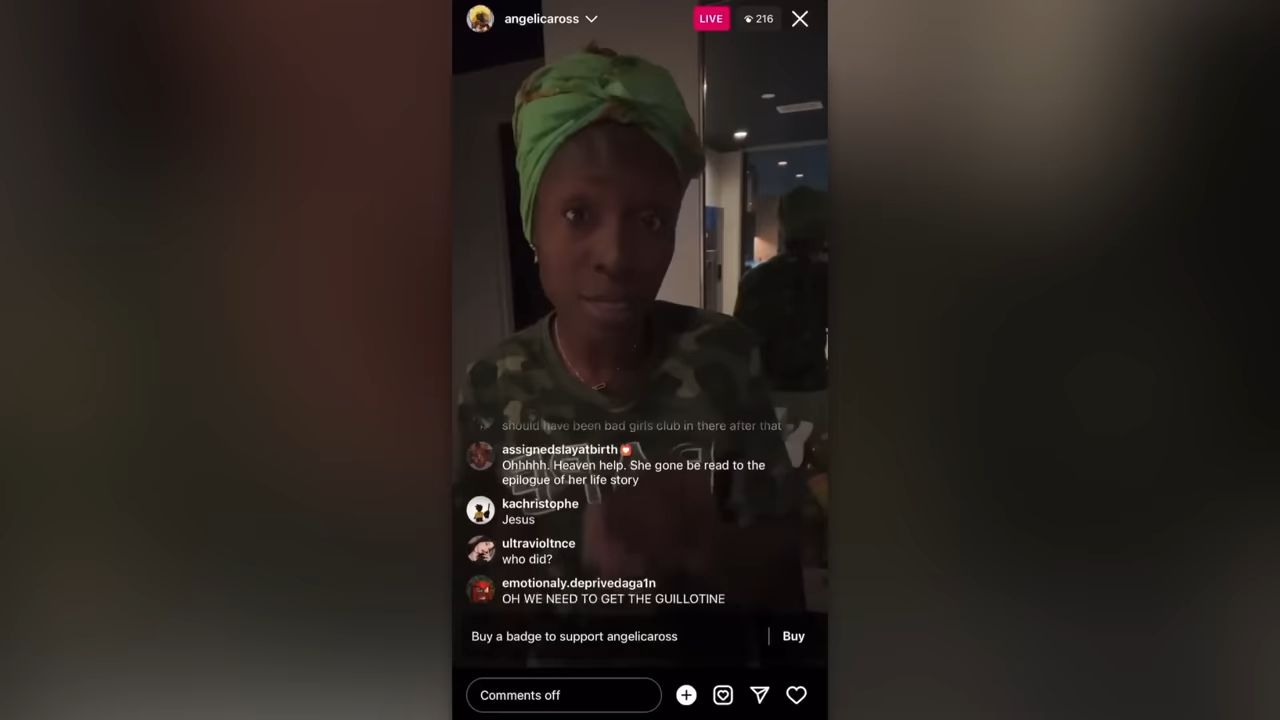 angelicaross
LIVE
216
should have been bad girls club in there after that
assignedslayatbirth
Ohhhhh. Heaven help. She gone be read to the
epilogue of her life story
kachristophe
Jesus
ultravioltnce
who did?
emotionaly.deprivedaga1n
OH WE NEED TO GET THE GUILLOTINE
Buy a badge to support angelicaross
Buy
Comments off